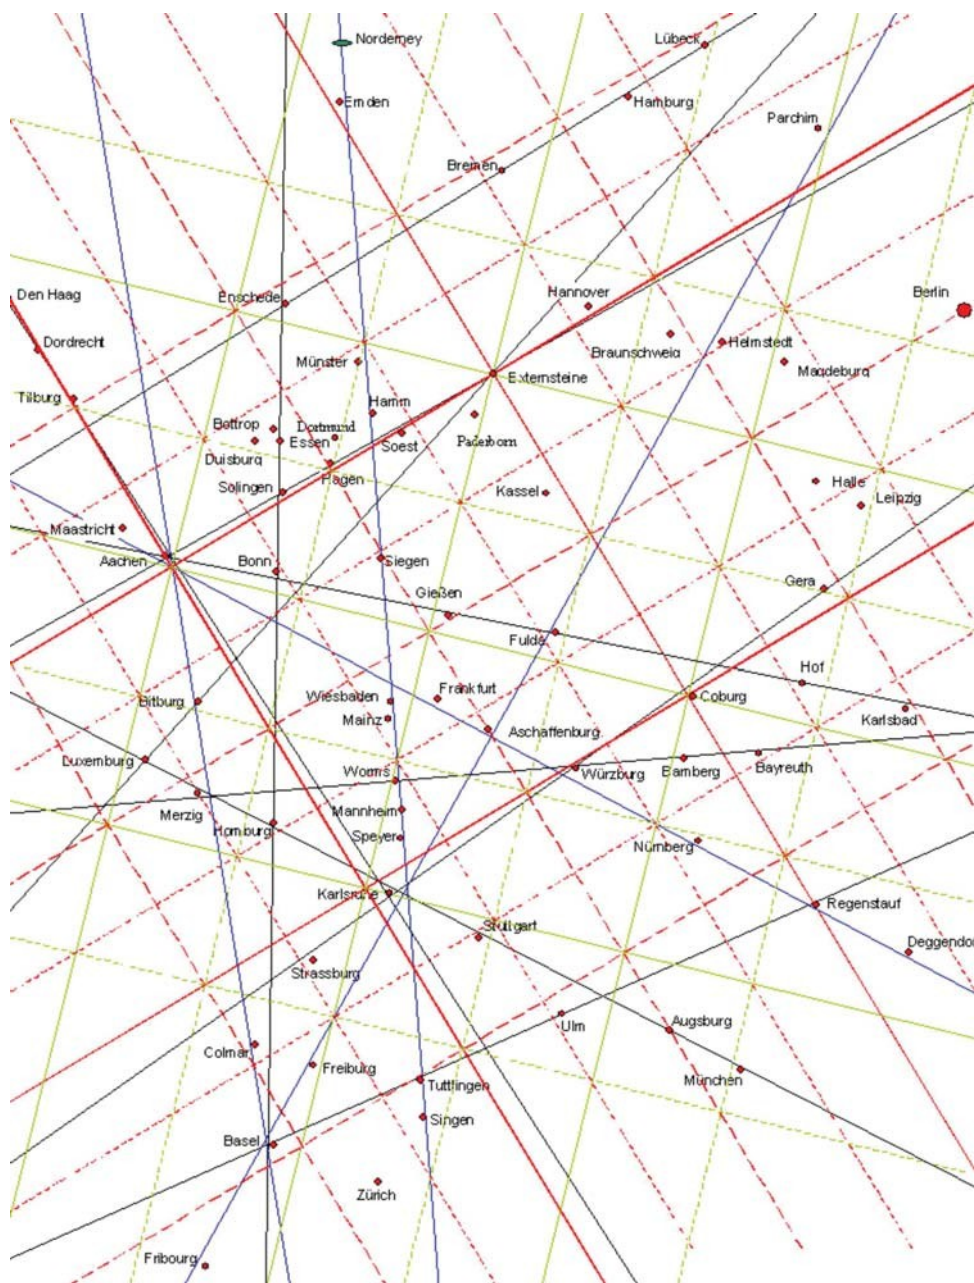 Norderney
Lübeck
Emden
Hamburg
Parchim
Bremen
Den Haag
Enschede
Hannover
Berlin
Dordrecht
Münster
Braunschweig
Helmstedt
Magdeburg
Externsteine
Tilburg
Hamm
Bottrop
Dortmund
Essen
Soest
Paderborn
Duisburg
Hagen
Solingen
Kassel
Halle
Leipzig
Maastricht
Aachen
Bonn
Siegen
Gera
Gießen
Fulda
Hof
Bitburg
Wiesbaden
Frankfurt
Coburg
Karlsbad
Mainz
Aschaffenburg
Luxemburg
Worms
Würzburg
Bamberg
Bayreuth
Merzig
Homburg
Mannheim
Speyer
Nürnberg
Karlsruhe
Regenstauf
Stuttgart
Deggendor
Strassburg
Ulm
Augsburg
Colmar
Freiburg
Tuttlingen
München
Singen
Basel
Zürich
Fribourg